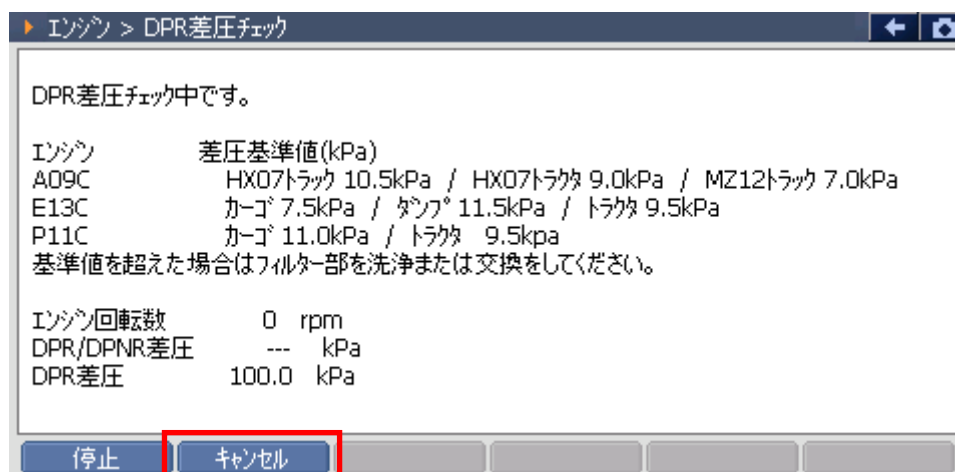 エンジン > DPR差圧チェック
DPR差圧チェック中です。
エンジン 差圧基準値(kPa)
A09C HX07トラック 10.5kPa / HX07トラクタ 9.0kPa / MZ12トラック 7.0kPa
E13C カーゴ 7.5kPa / ダンプ 11.5kPa / トラクタ 9.5kPa
P11C カーゴ 11.0kPa / トラクタ 9.5kpa
基準値を超えた場合はフィルター部を洗浄または交換をしてください。
エンジン回転数 0 rpm
DPR/DPNR差圧 --- kPa
DPR差圧 100.0 kPa
停止 キャンセル